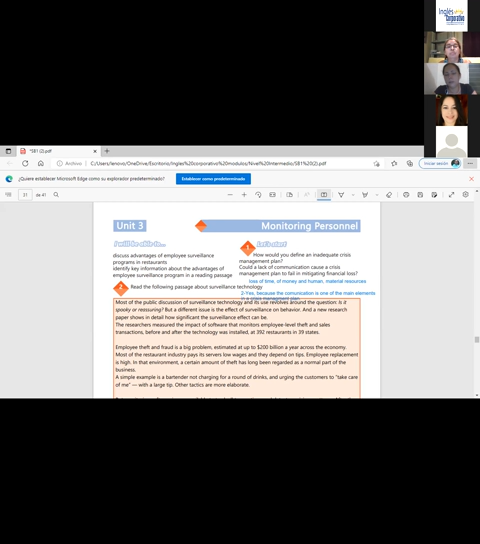 Inglés
Corporativo
*SB1 (2).pdf
Archivo
C:/Users/lenovo/OneDrive/Escritorio/Ingles%20corporativo%20modulos/Nivel%20Intermedio/SB1%20(2).pdf
Iniciar sesión
¿Quiere establecer Microsoft Edge como su explorador predeterminado?
Establecer como predeterminado
31
de 41
Unit 3
Monitoring Personnel
I will be able to...
Let's start
discuss advantages of employee surveillance
programs in restaurants
identify key information about the advantages of
employee surveillance program in a reading passage
1
How would you define an inadequate crisis
management plan?
Could a lack of communication cause a crisis
management plan to fail in mitigating financial loss?
loss of time, of money and human, material resources
2-Yes, because the comunication is one of the main elements
in a crisis managment plan.
2
Read the following passage about surveillance technology
Most of the public discussion of surveillance technology and its use revolves around the question: Is it
spooky or reassuring? But a different issue is the effect of surveillance on behavior. And a new research
paper shows in detail how significant the surveillance effect can be.
The researchers measured the impact of software that monitors employee-level theft and sales
transactions, before and after the technology was installed, at 392 restaurants in 39 states.
Employee theft and fraud is a big problem, estimated at up to $200 billion a year across the economy.
Most of the restaurant industry pays its servers low wages and they depend on tips. Employee replacement
is high. In that environment, a certain amount of theft has long been regarded as a normal part of the
business.
A simple example is a bartender not charging for a round of drinks, and urging the customers to "take care
of me" — with a large tip. Other tactics are more elaborate.